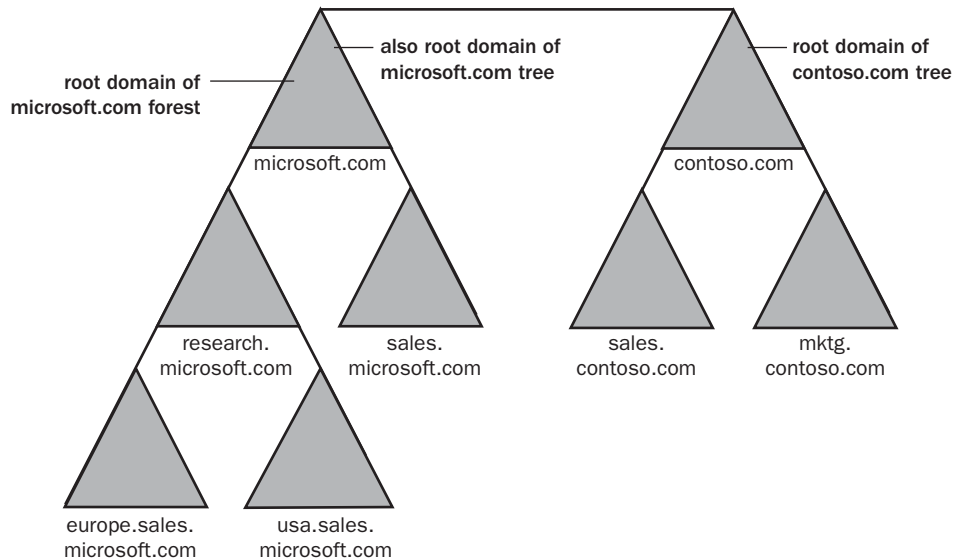 also root domain of
microsoft.com tree
root domain of
contoso.com tree
root domain of
microsoft.com forest
microsoft.com
contoso.com
research.
microsoft.com
sales.
microsoft.com
sales.
contoso.com
mktg.
contoso.com
europe.sales.
microsoft.com
usa.sales.
microsoft.com